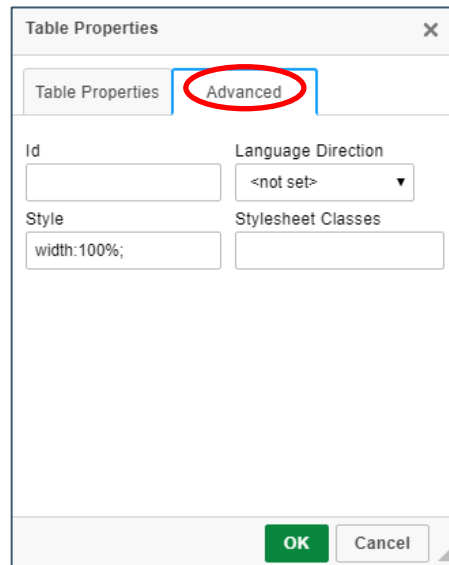 Table Properties ×
Table Properties Advanced
Id Language Direction
<not set>
Style Stylesheet Classes
width:100%;
OK Cancel